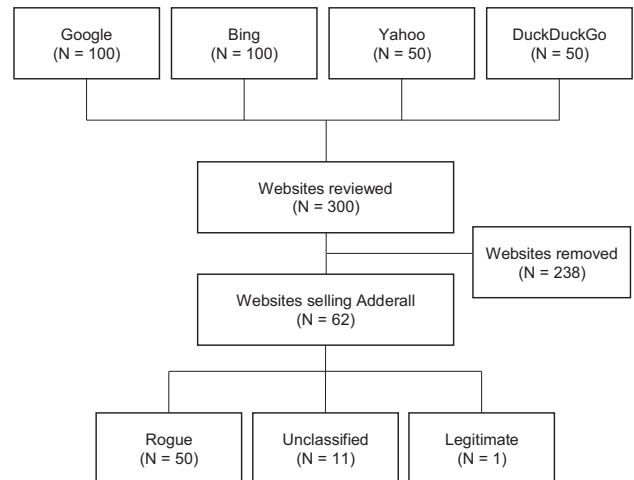 Google
(N = 100)
Bing
(N = 100)
Yahoo
(N = 50)
DuckDuckGo
(N = 50)
Websites reviewed
(N = 300)
Websites removed
(N = 238)
Websites selling Adderall
(N = 62)
Rogue
(N = 50)
Unclassified
(N = 11)
Legitimate
(N = 1)